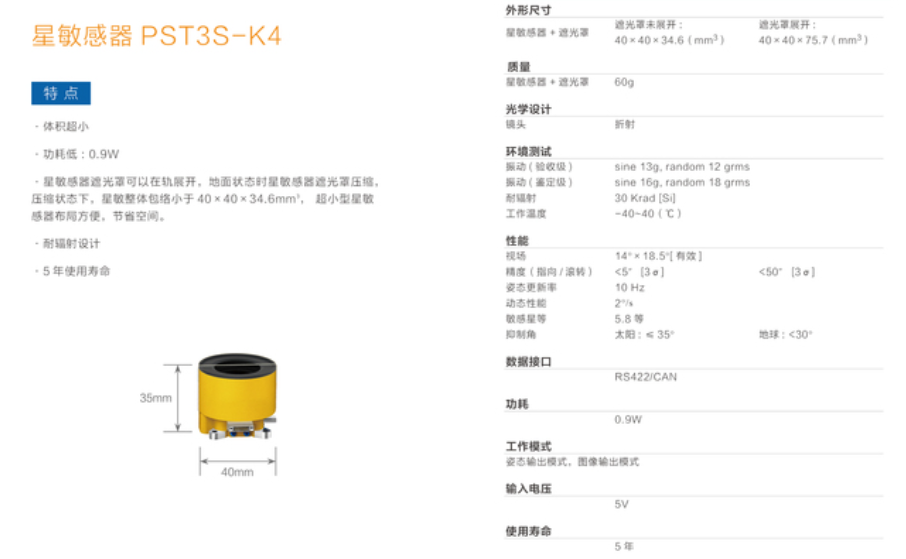 星敏感器 PST3S-K4
特 点
· 体积超小
· 功耗低：0.9W
· 星敏感器遮光罩可以在轨展开，地面状态时星敏感器遮光罩压缩，
压缩状态下，星敏整体包络小于 40×40×34.6mm³， 超小型星敏
感器布局方便，节省空间。
· 耐辐射设计
· 5 年使用寿命
35mm
40mm
外形尺寸
遮光罩未展开： 遮光罩展开：
星敏感器 + 遮光罩 40×40×34.6（mm³） 40×40×75.7（mm³）
质量
星敏感器 + 遮光罩 60g
光学设计
镜头 折射
环境测试
振动（验收级） sine 13g, random 12 grms
振动（鉴定级） sine 16g, random 18 grms
耐辐射 30 Krad [Si]
工作温度 -40~40（℃）
性能
视场 14°×18.5°[ 有效 ]
精度（指向 / 滚转） <5″ [3σ] <50″ [3σ]
姿态更新率 10 Hz
动态性能 2°/s
敏感星等 5.8 等
抑制角 太阳：≤ 35° 地球：<30°
数据接口
RS422/CAN
功耗
0.9W
工作模式
姿态输出模式，图像输出模式
输入电压
5V
使用寿命
5 年